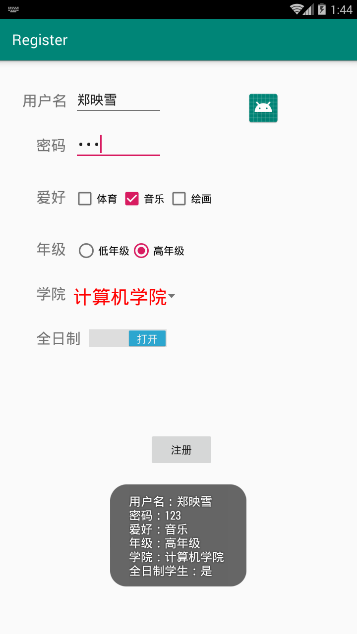 1:44
Register
用户名 郑映雪
密码 •••
爱好 体育 音乐 绘画
年级 低年级 高年级
学院 计算机学院
全日制 打开
注册
用户名：郑映雪
密码：123
爱好：音乐
年级：高年级
学院：计算机学院
全日制学生：是